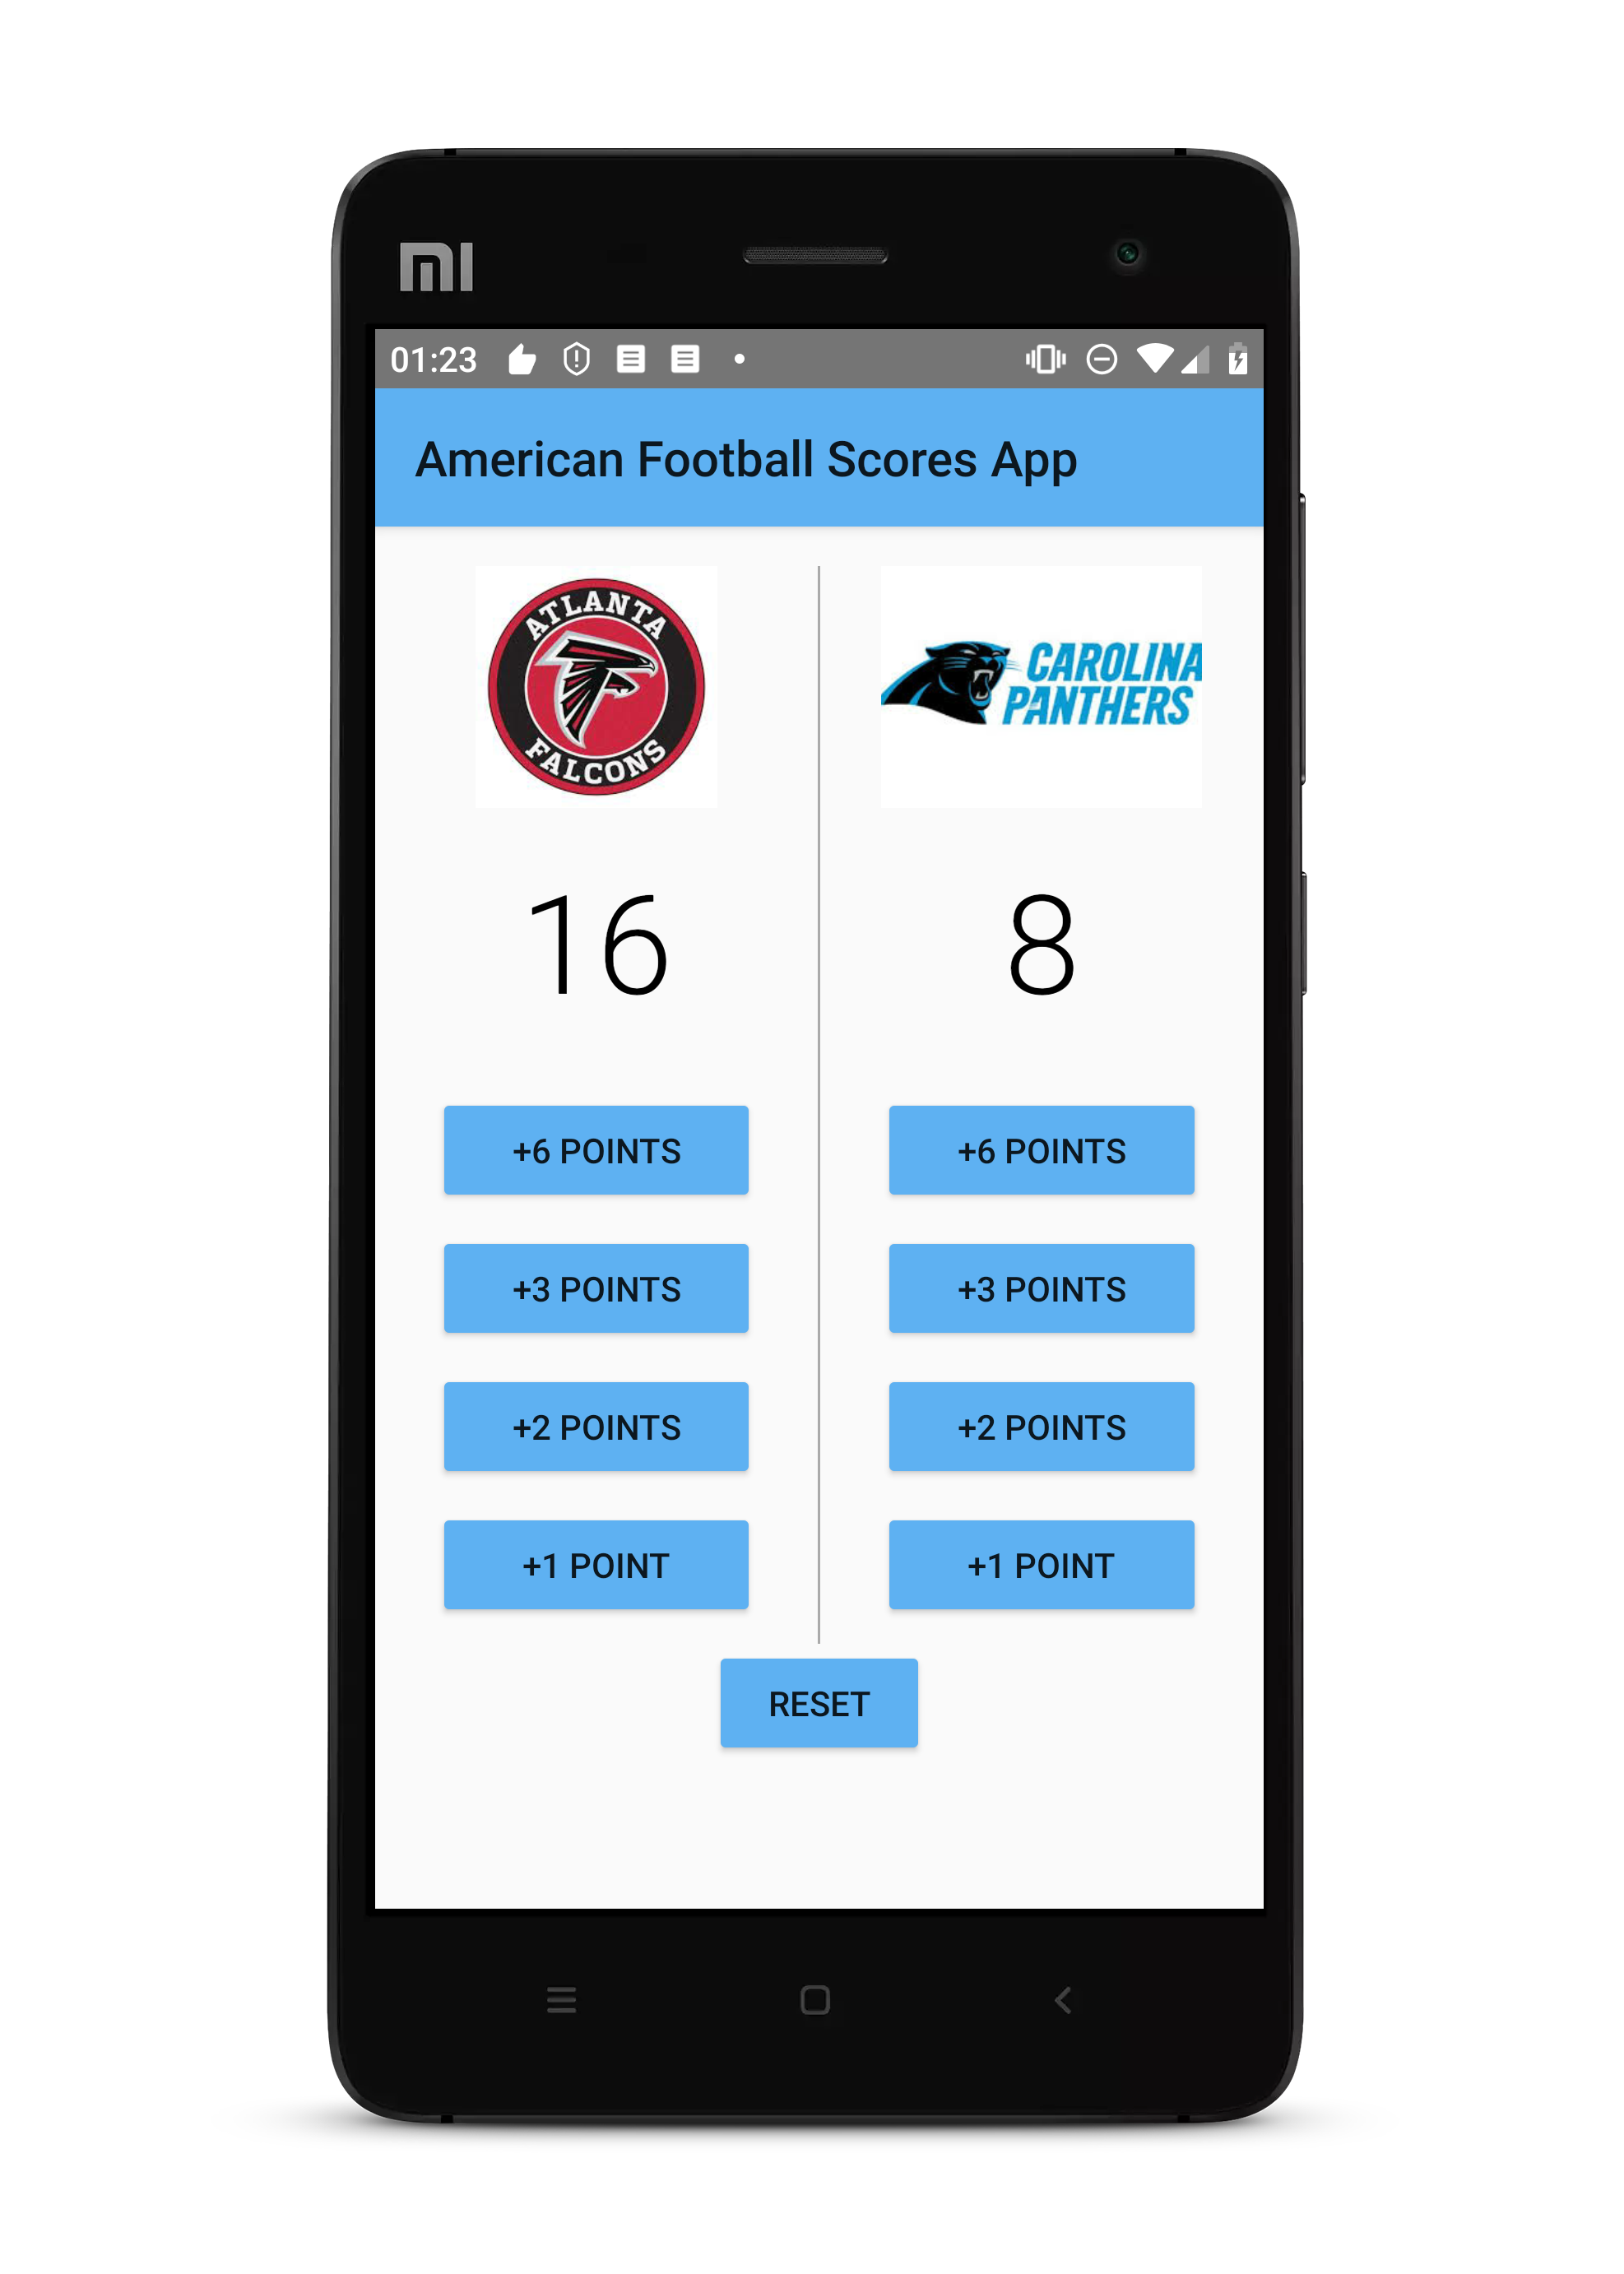 MI
01:23
American Football Scores App
ATLANTA
FALCONS
CAROLINA
PANTHERS
16
8
+6 POINTS
+6 POINTS
+3 POINTS
+3 POINTS
+2 POINTS
+2 POINTS
+1 POINT
+1 POINT
RESET